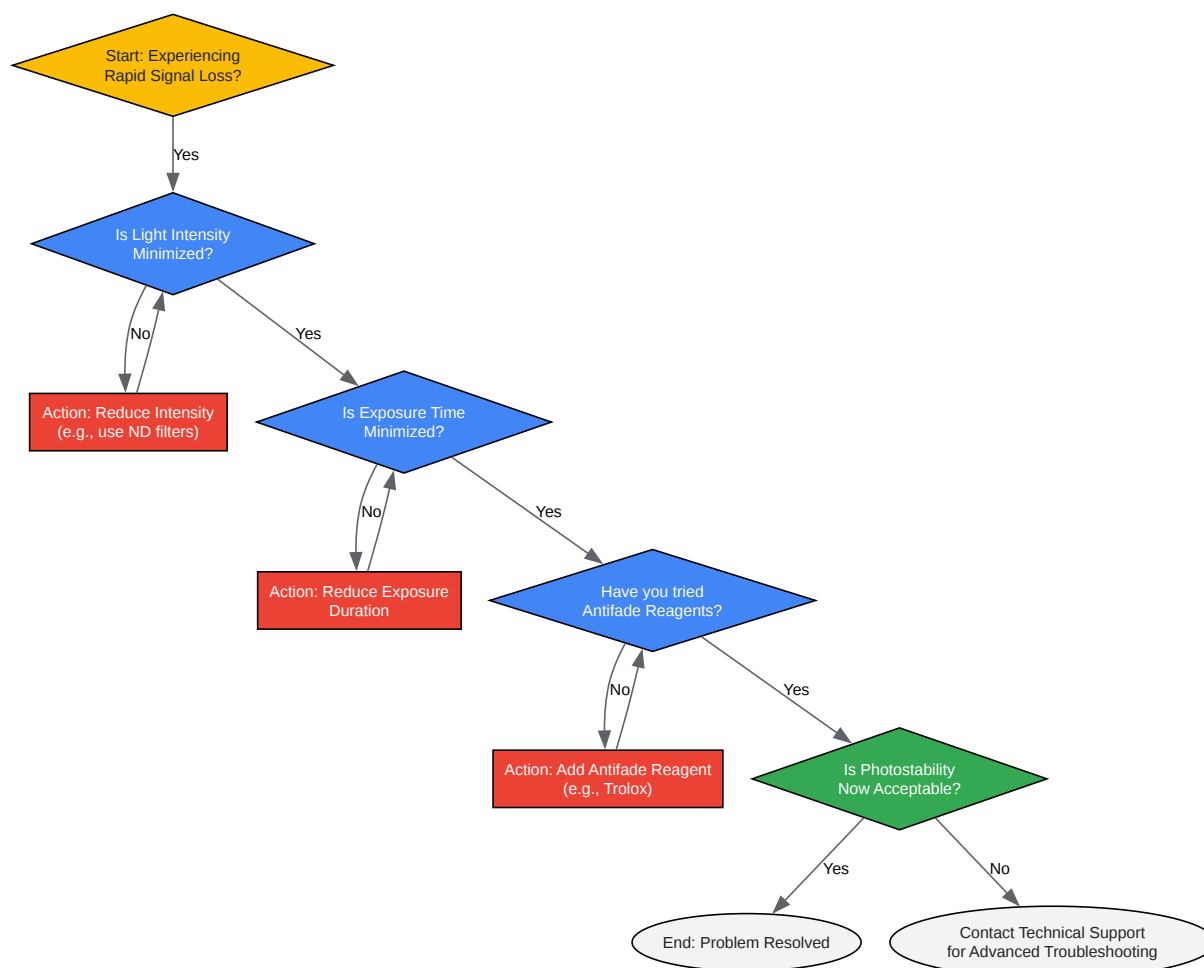 Start: Experiencing
Rapid Signal Loss?
Yes
Is Light Intensity
Minimized?
No
Yes
Action: Reduce Intensity
(e.g., use ND filters)
Is Exposure Time
Minimized?
No
Yes
Action: Reduce Exposure
Duration
Have you tried
Antifade Reagents?
No
Yes
Action: Add Antifade Reagent
(e.g., Trolox)
Is Photostability
Now Acceptable?
Yes
No
End: Problem Resolved
Contact Technical Support
for Advanced Troubleshooting